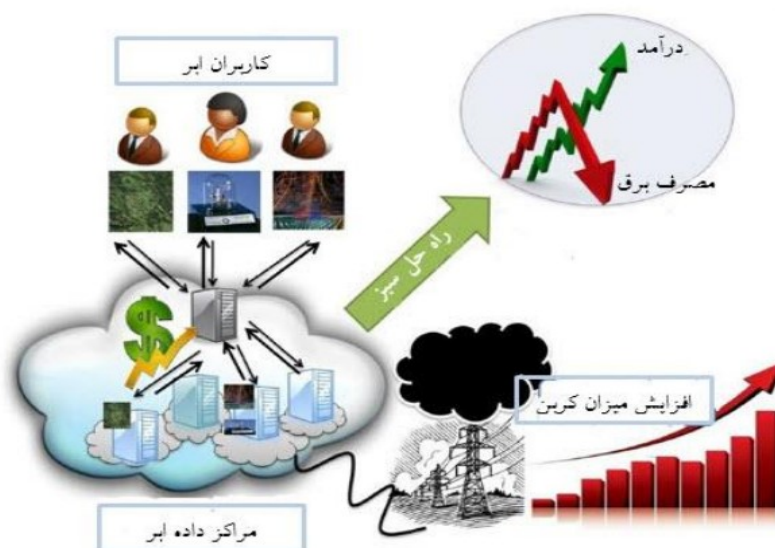 کاربران ابر
درآمد
مصرف برق
راه حل سبز
افزایش میزان کربن
مراکز داده ابر